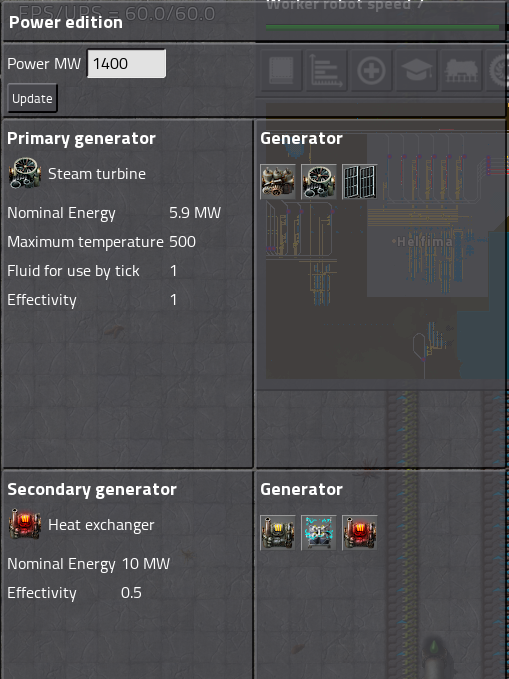 EPS/UPS = 60.0/60.0
Worker robot speed 7
Power edition
Power MW 1400
Update
Primary generator
Generator
Steam turbine
Nominal Energy 5.9 MW
Maximum temperature 500
Fluid for use by tick 1
Effectivity 1
Helfima
Secondary generator
Generator
Heat exchanger
Nominal Energy 10 MW
Effectivity 0.5